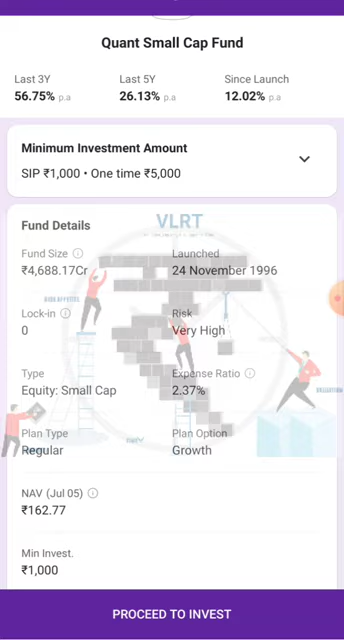 Quant Small Cap Fund
Last 3Y Last 5Y Since Launch
56.75% p.a 26.13% p.a 12.02% p.a
Minimum Investment Amount
SIP ₹1,000 • One time ₹5,000
Fund Details
VLRT
Fund Size Launched
₹4,688.17Cr 24 November 1996
Lock-in Risk
0 Very High
Type Expense Ratio
Equity: Small Cap 2.37%
Plan Type Plan Option
Regular Growth
NAV (Jul 05)
₹162.77
Min Invest.
₹1,000
PROCEED TO INVEST